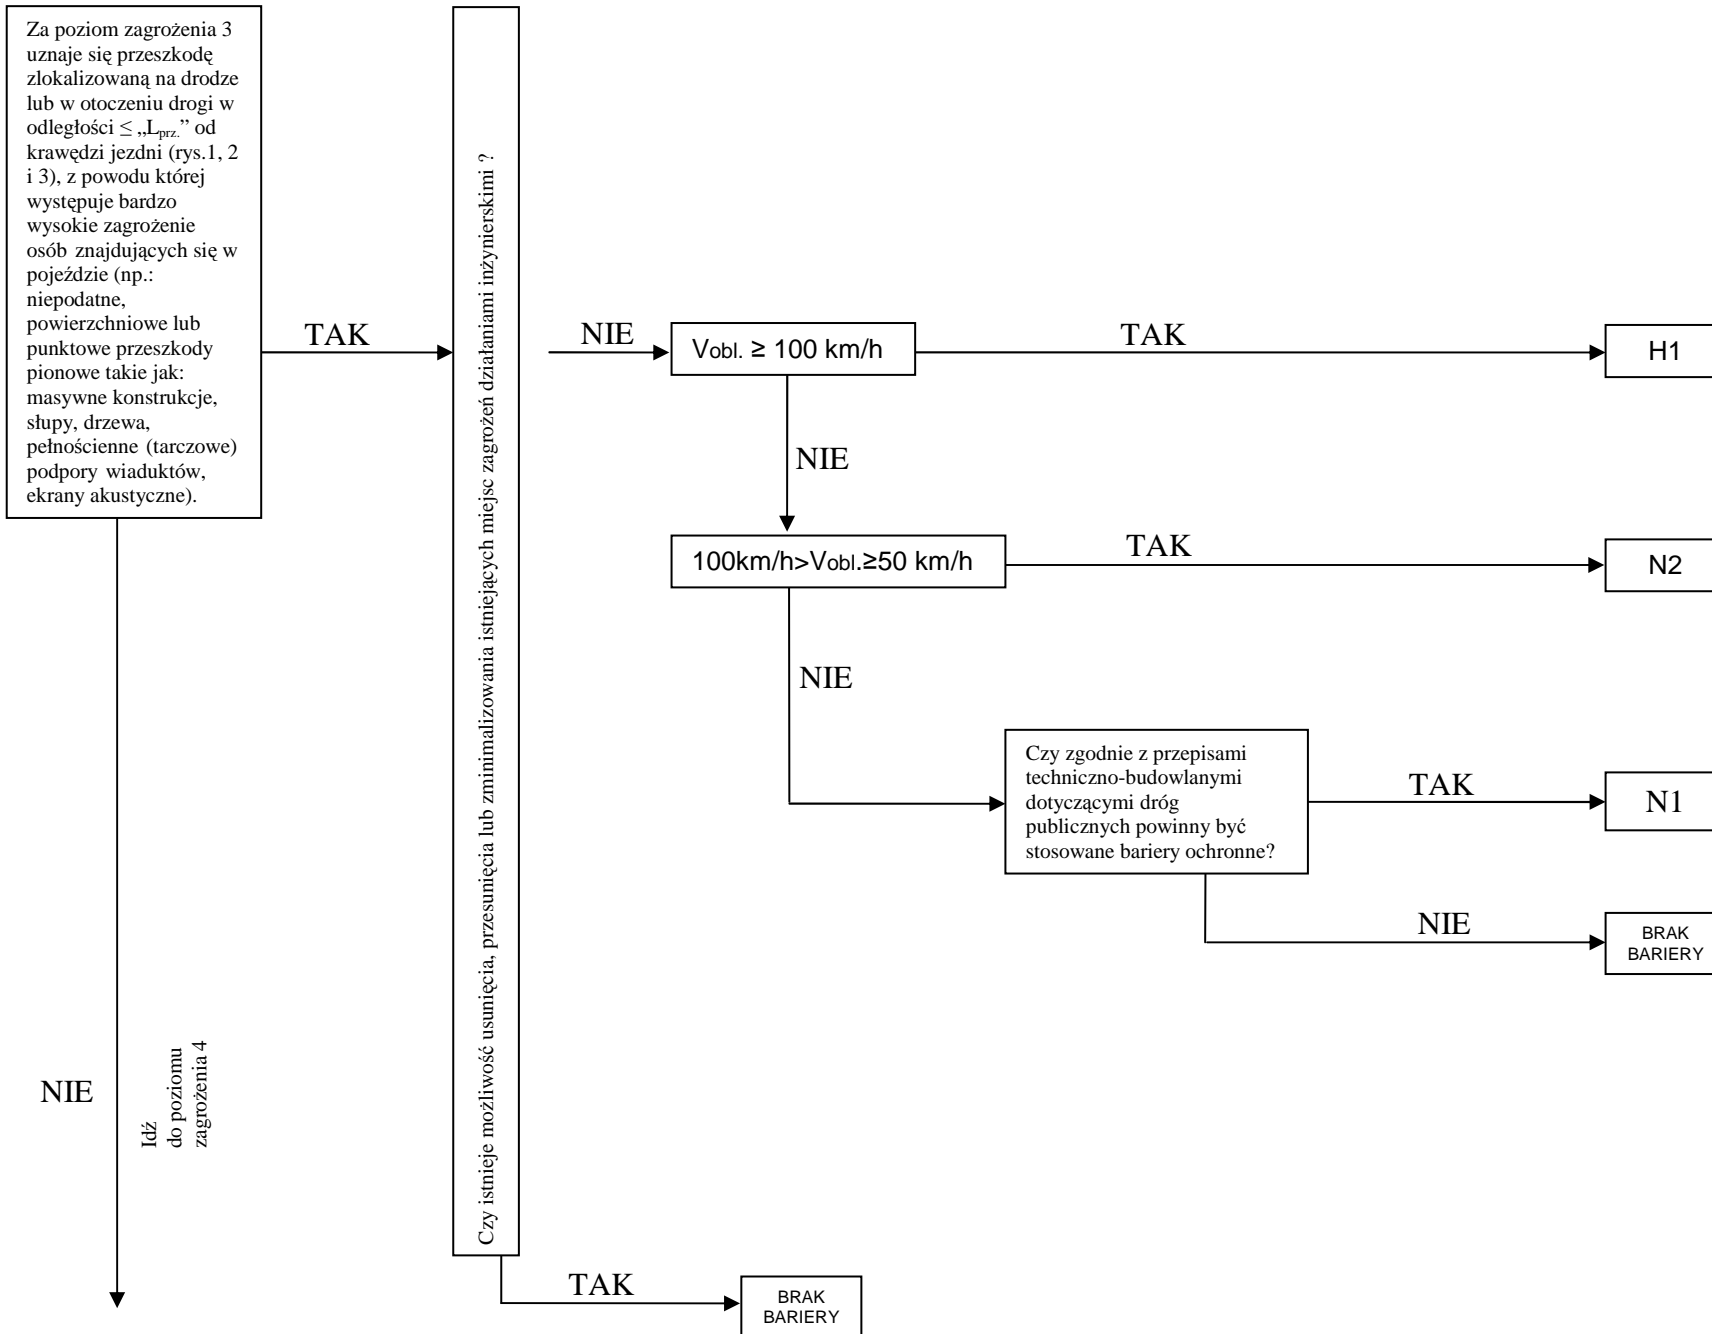 Za poziom zagrożenia 3
uznaje się przeszkodę
zlokalizowaną na drodze
lub w otoczeniu drogi w
odległości ≤ „Lprz.” od
krawędzi jezdni (rys.1, 2
i 3), z powodu której
występuje bardzo
wysokie zagrożenie
osób znajdujących się w
pojeździe (np.:
niepodatne,
powierzchniowe lub
punktowe przeszkody
pionowe takie jak:
masywne konstrukcje,
słupy, drzewa,
pełnościenne (tarczowe)
podpory wiaduktów,
ekrany akustyczne).
TAK
Czy istnieje możliwość usunięcia, przesunięcia lub zminimalizowania istniejących miejsc zagrożeń działaniami inżynierskimi ?
NIE
Vobl. ≥ 100 km/h
TAK
H1
NIE
100km/h>Vobl.≥50 km/h
TAK
N2
NIE
Czy zgodnie z przepisami
techniczno-budowlanymi
dotyczącymi dróg
publicznych powinny być
stosowane bariery ochronne?
TAK
N1
NIE
BRAK
BARIERY
NIE
Idź
do poziomu
zagrożenia 4
TAK
BRAK
BARIERY